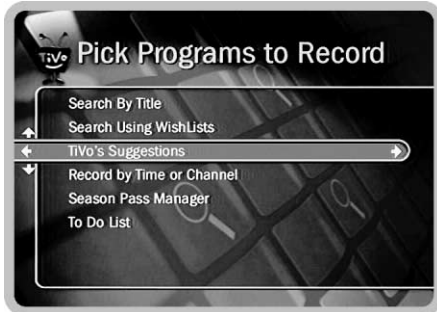 TiVo Pick Programs to Record
Search By Title
Search Using WishLists
TiVo's Suggestions
Record by Time or Channel
Season Pass Manager
To Do List